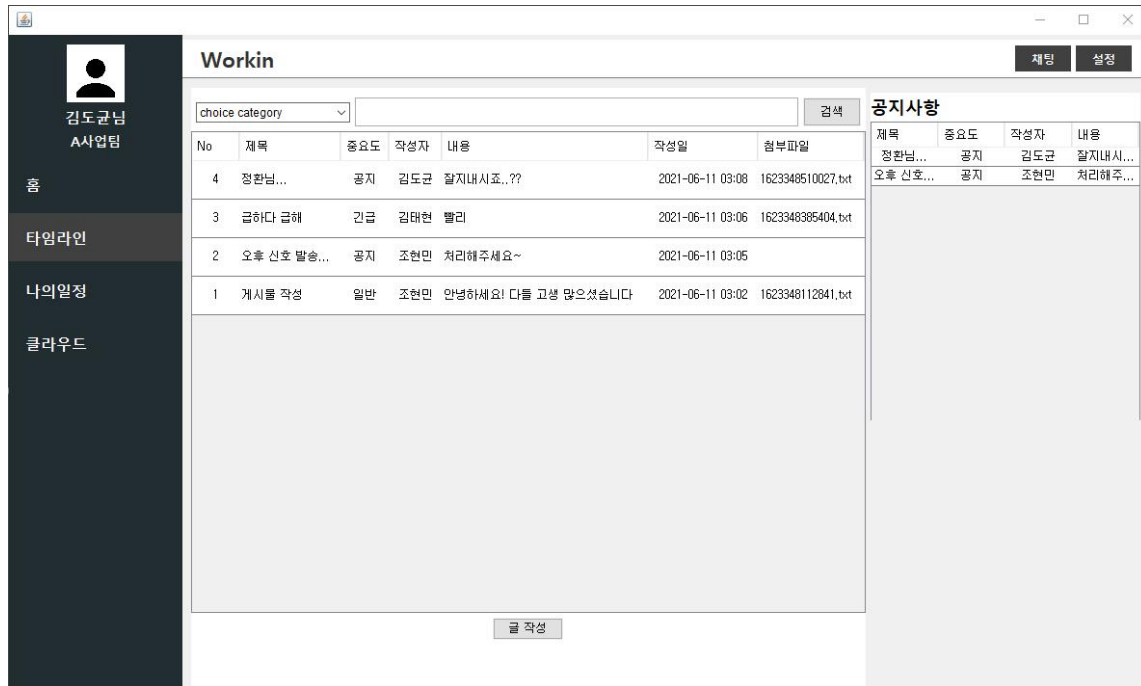 Workin
채팅 설정
김도균님
A사업팀
홈
타임라인
나의일정
클라우드
choice category 검색
No 제목 중요도 작성자 내용 작성일 첨부파일
4 정환님... 공지 김도균 잘지내시죠..?? 2021-06-11 03:08 1623348510027.txt
3 급하다 급해 긴급 김태현 빨리 2021-06-11 03:06 1623348385404.txt
2 오후 신호 발송... 공지 조현민 처리해주세요~ 2021-06-11 03:05
1 게시물 작성 일반 조현민 안녕하세요! 다들 고생 많으셨습니다 2021-06-11 03:02 1623348112841.txt
글 작성
공지사항
제목 중요도 작성자 내용
정환님... 공지 김도균 잘지내시...
오후 신호... 공지 조현민 처리해주...